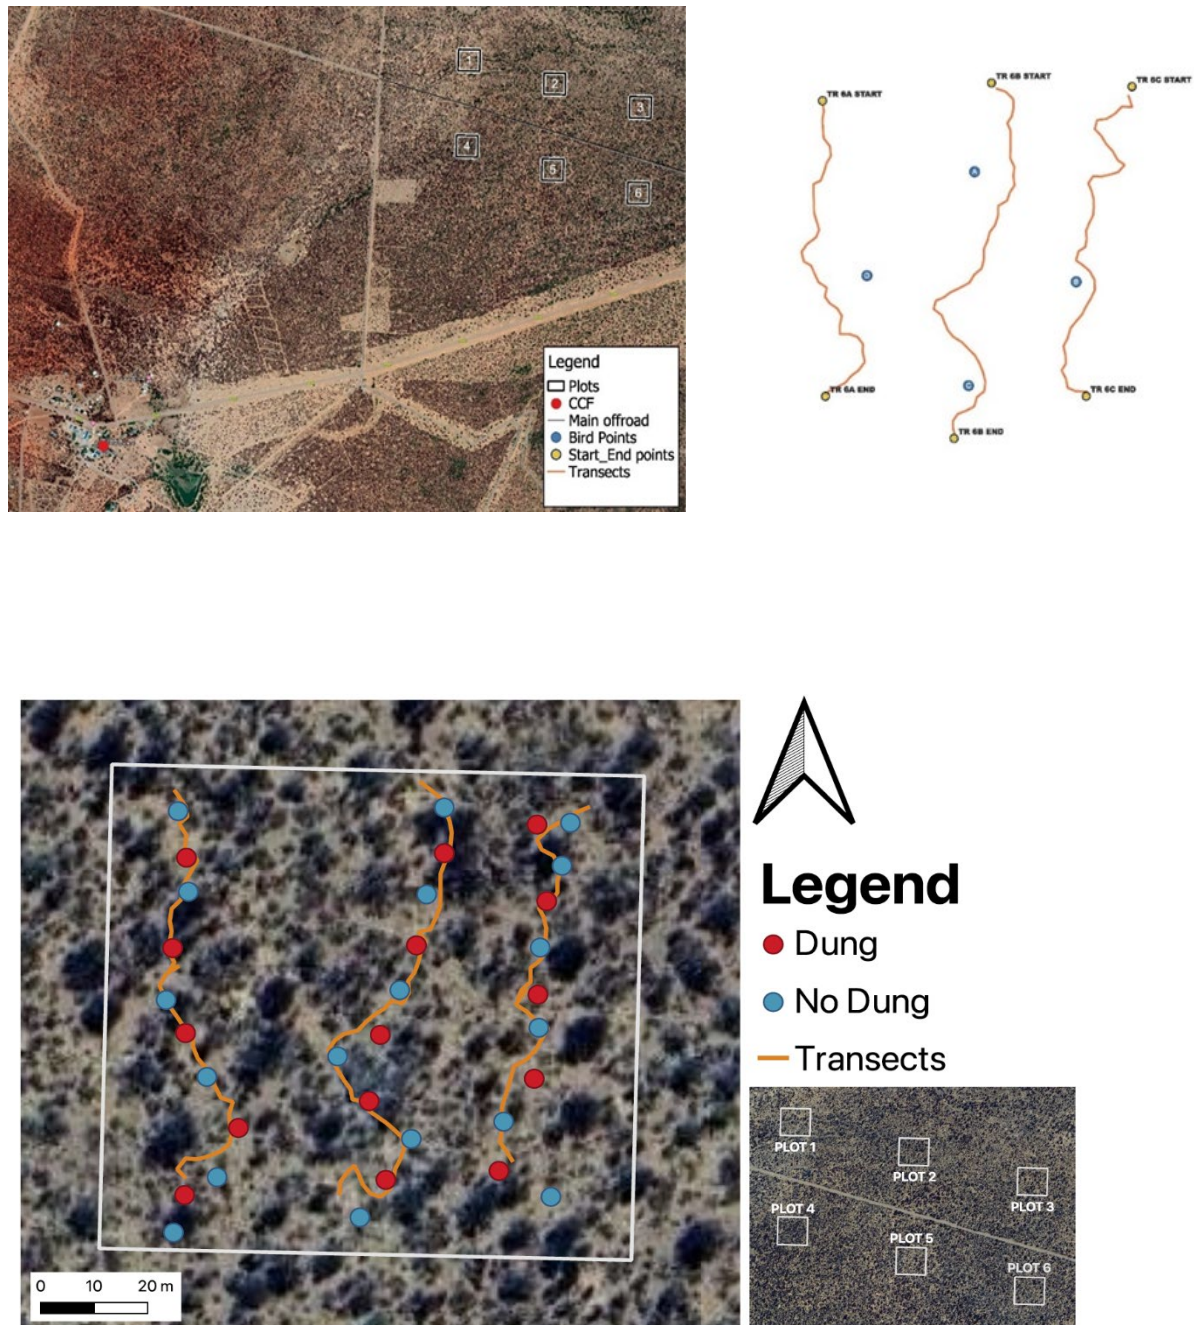 1
2
3
4
5
6
Legend
Plots
CCF
Main offroad
Bird Points
Start_End points
Transects
TR 6A START
TR 6B START
TR 6C START
A
D
B
C
TR 6A END
TR 6C END
TR 6B END
Legend
Dung
No Dung
Transects
0 10 20 m
PLOT 1
PLOT 2
PLOT 3
PLOT 4
PLOT 5
PLOT 6